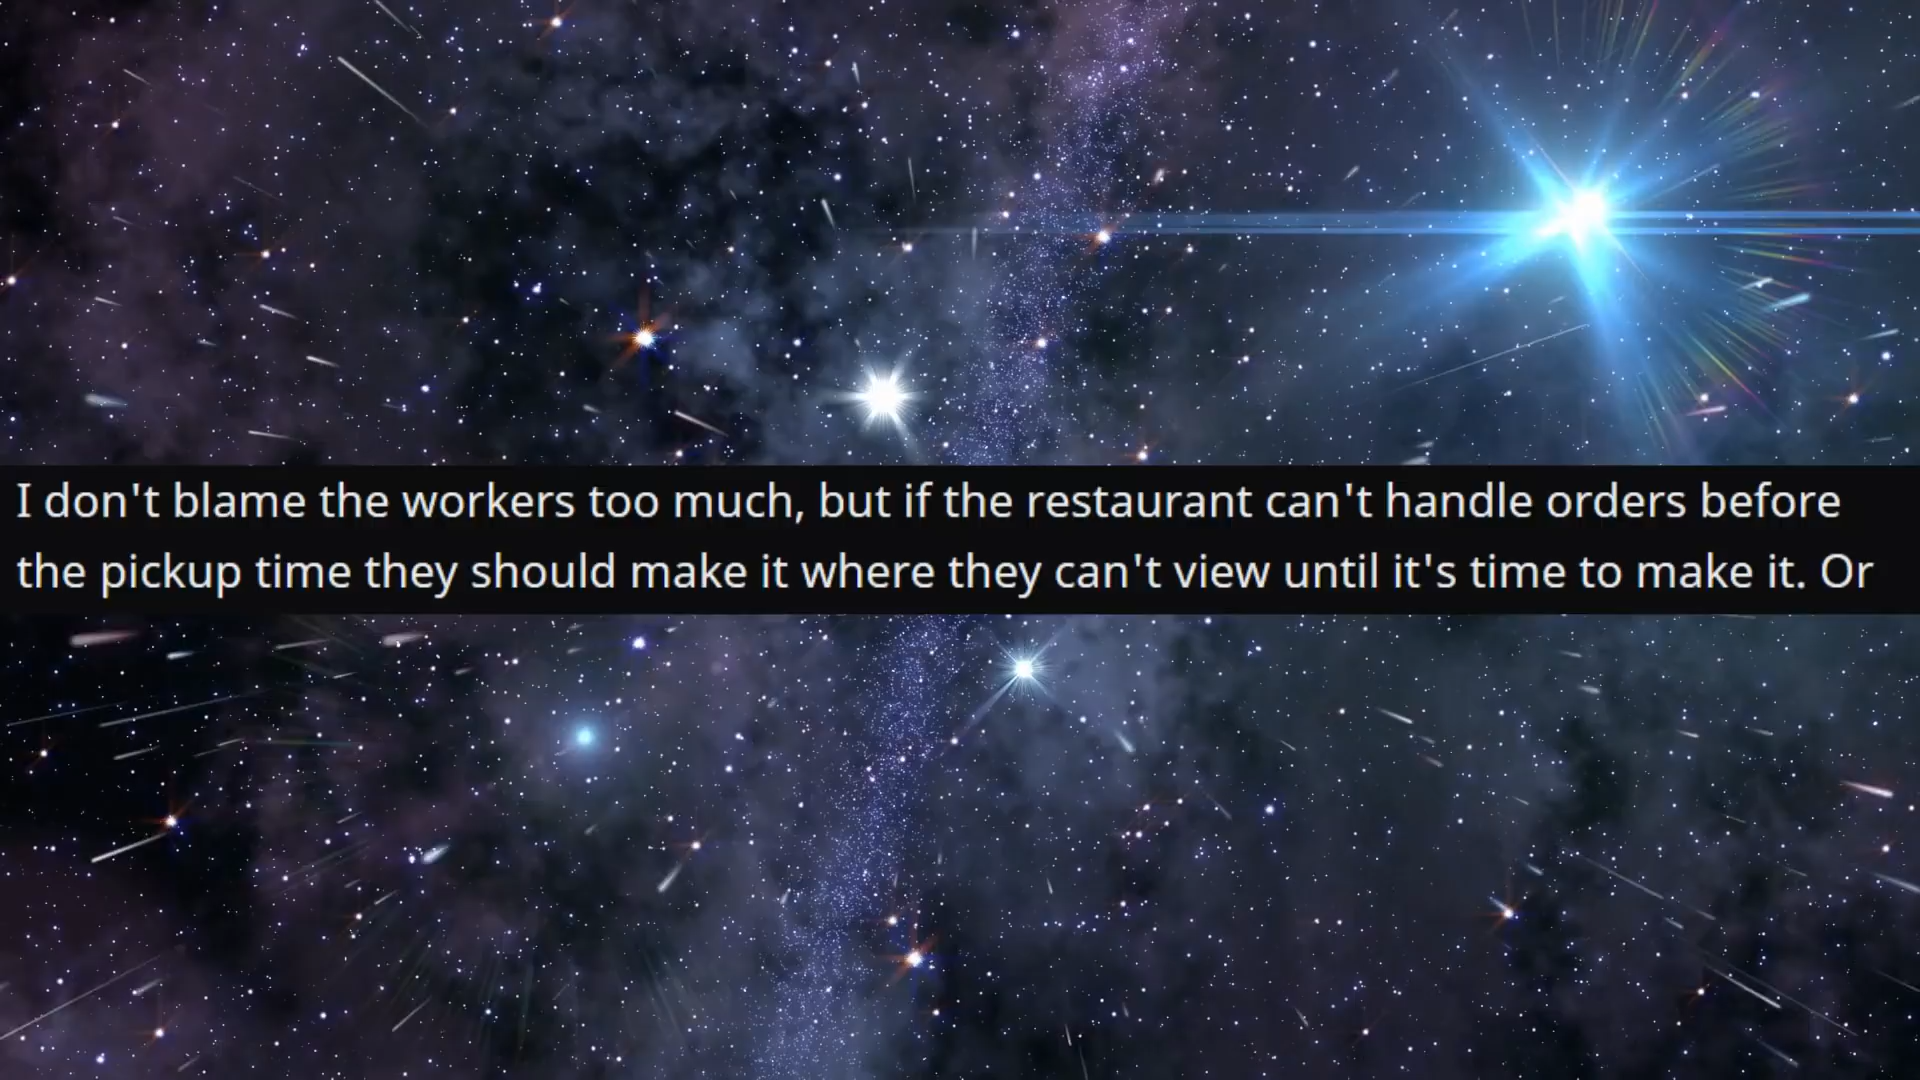 I don't blame the workers too much, but if the restaurant can't handle orders before
the pickup time they should make it where they can't view until it's time to make it. Or